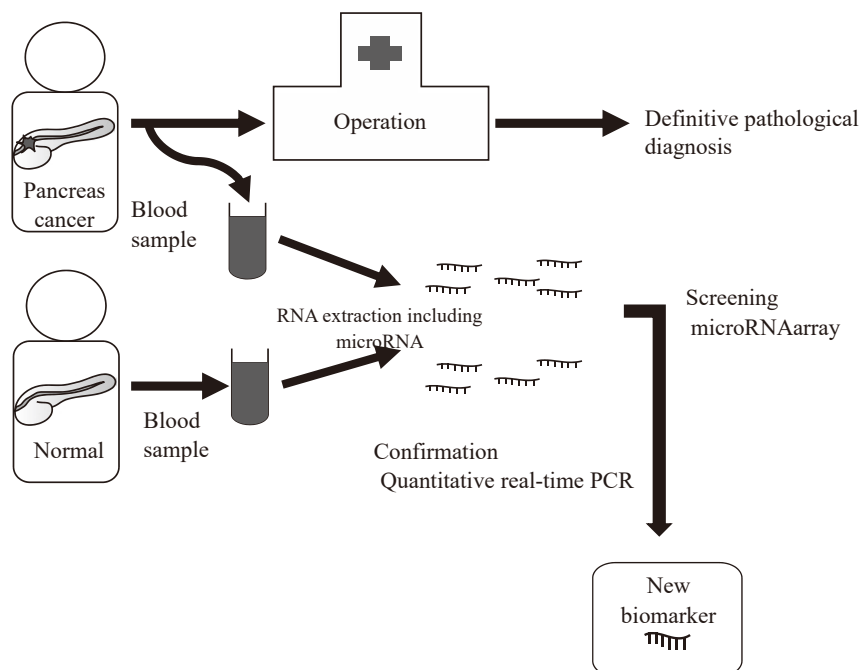 Operation
Definitive pathological
diagnosis
Pancreas
cancer
Blood
sample
RNA extraction including
microRNA
Screening
microRNAarray
Normal
Blood
sample
Confirmation
Quantitative real-time PCR
New
biomarker